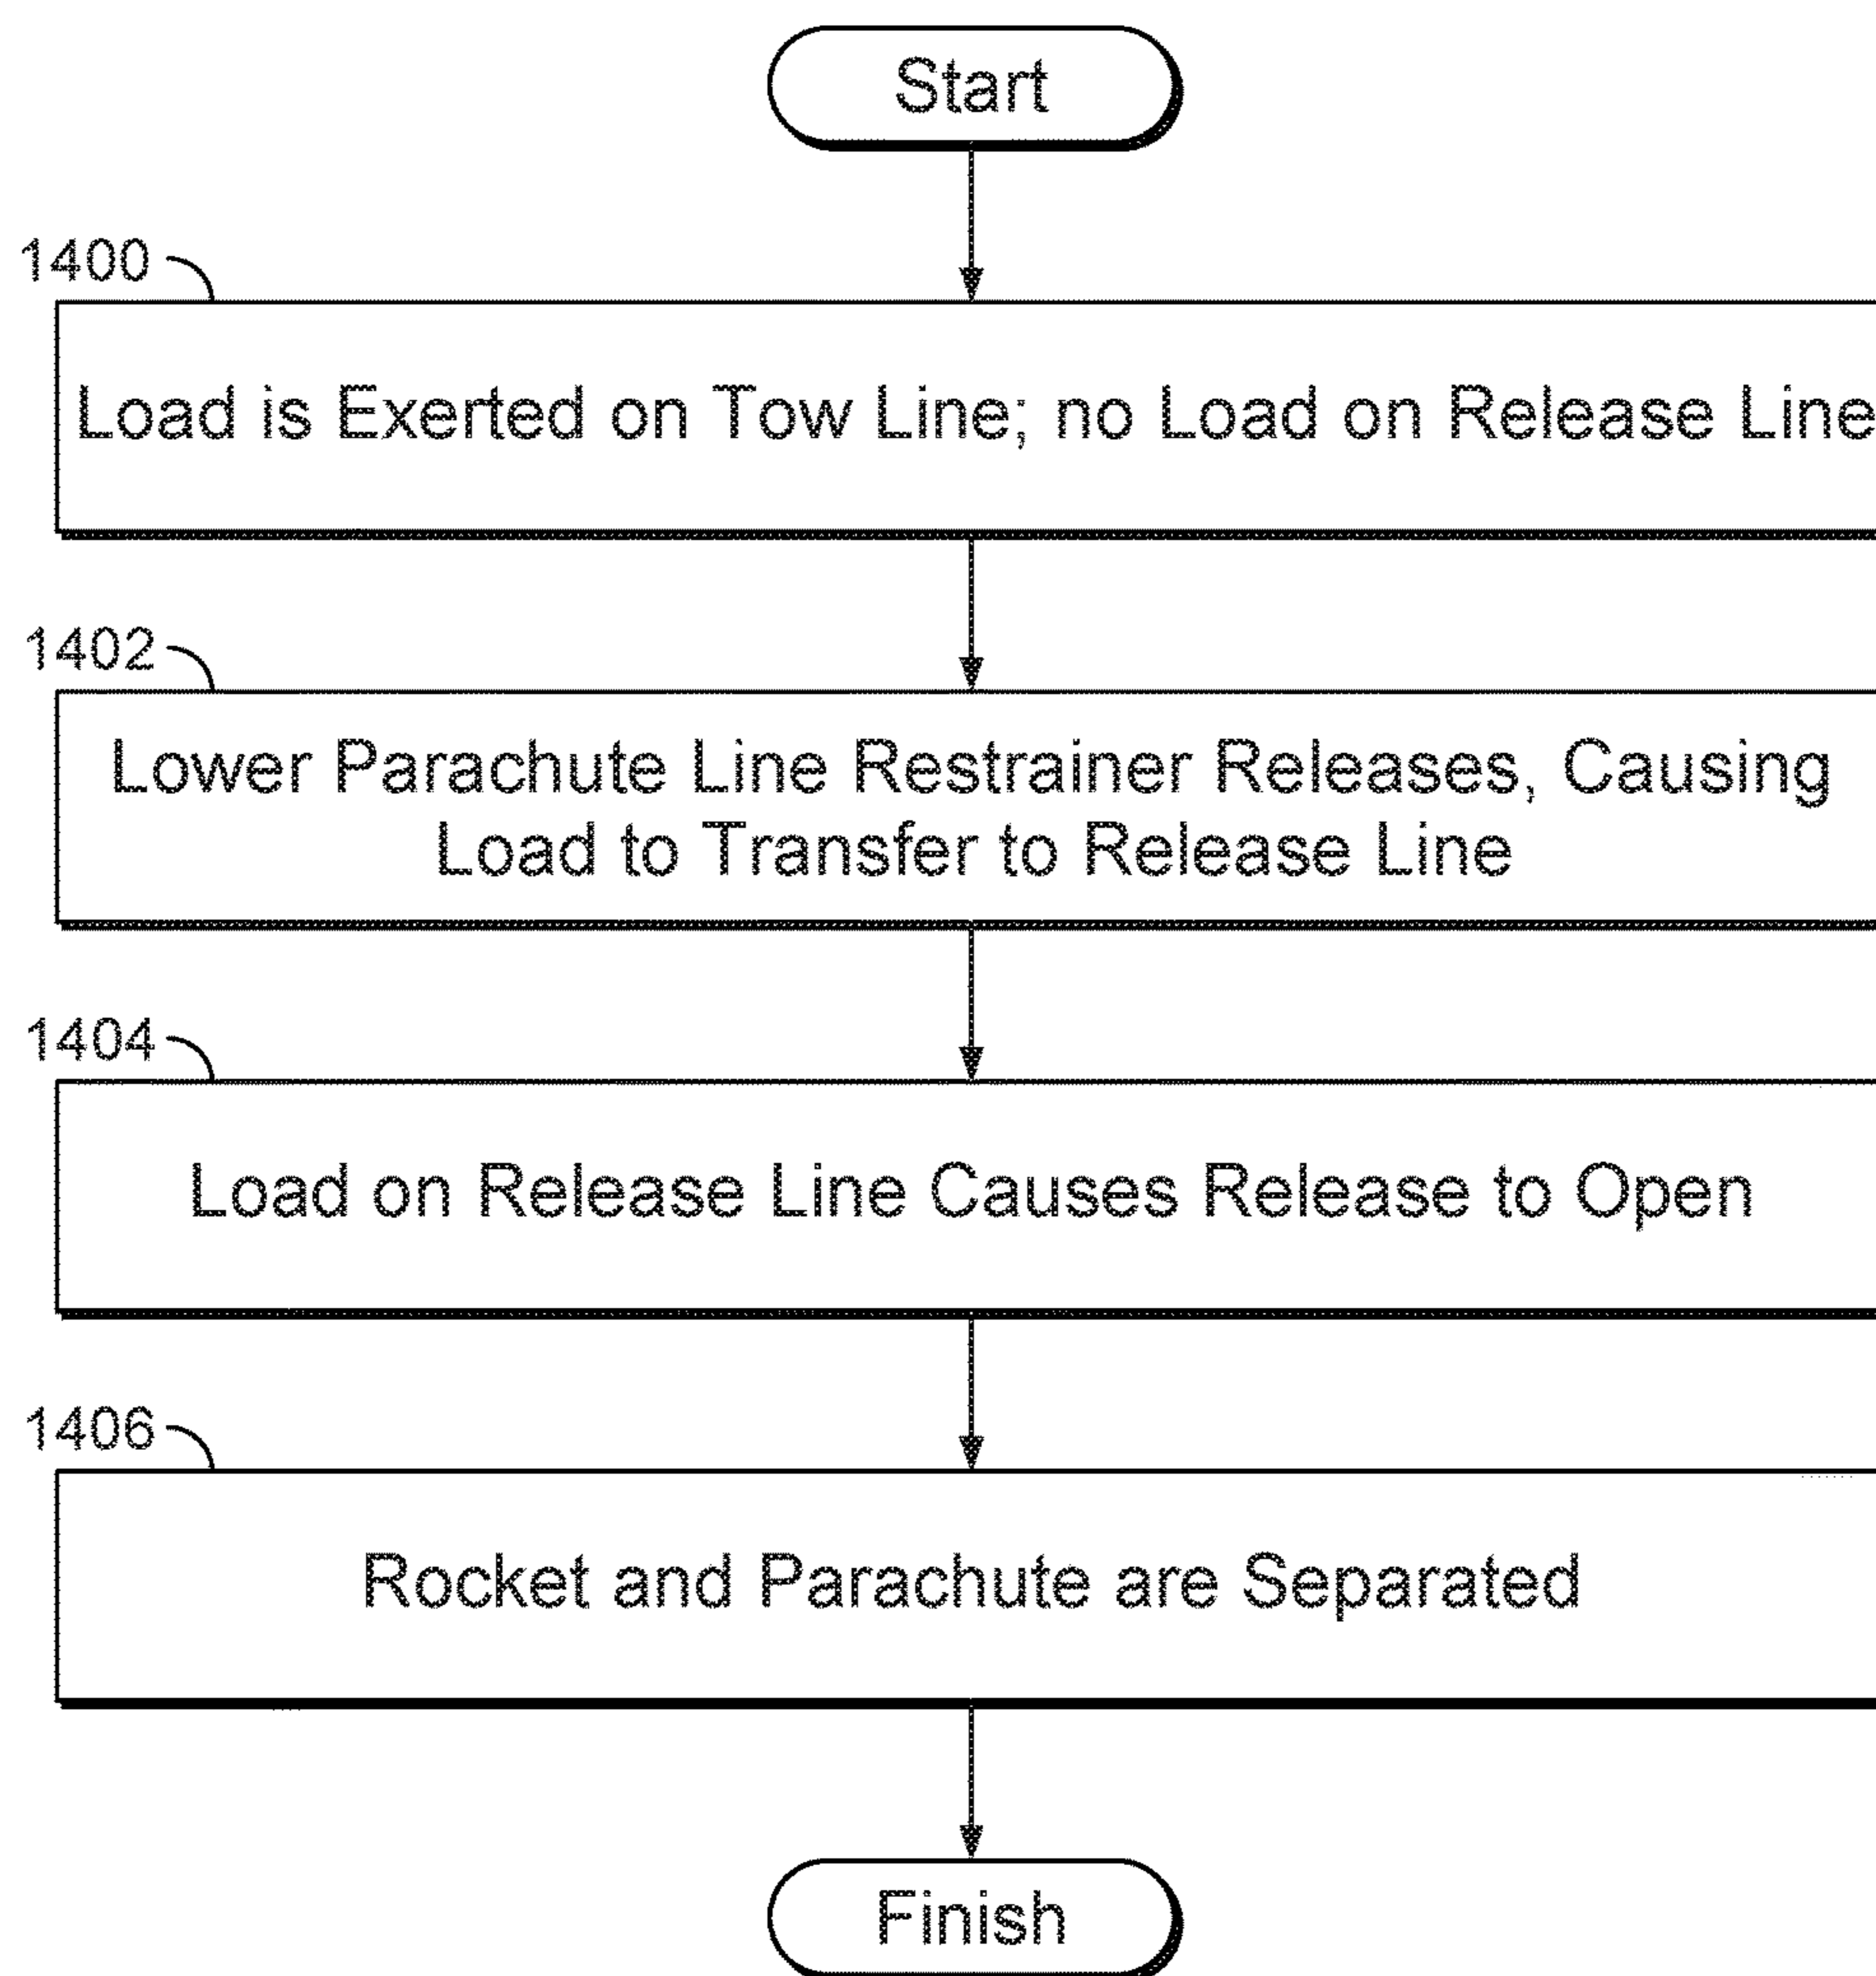 Start
1400
Load is Exerted on Tow Line; no Load on Release Line
1402
Lower Parachute Line Restrainer Releases, Causing
Load to Transfer to Release Line
1404
Load on Release Line Causes Release to Open
1406
Rocket and Parachute are Separated
Finish